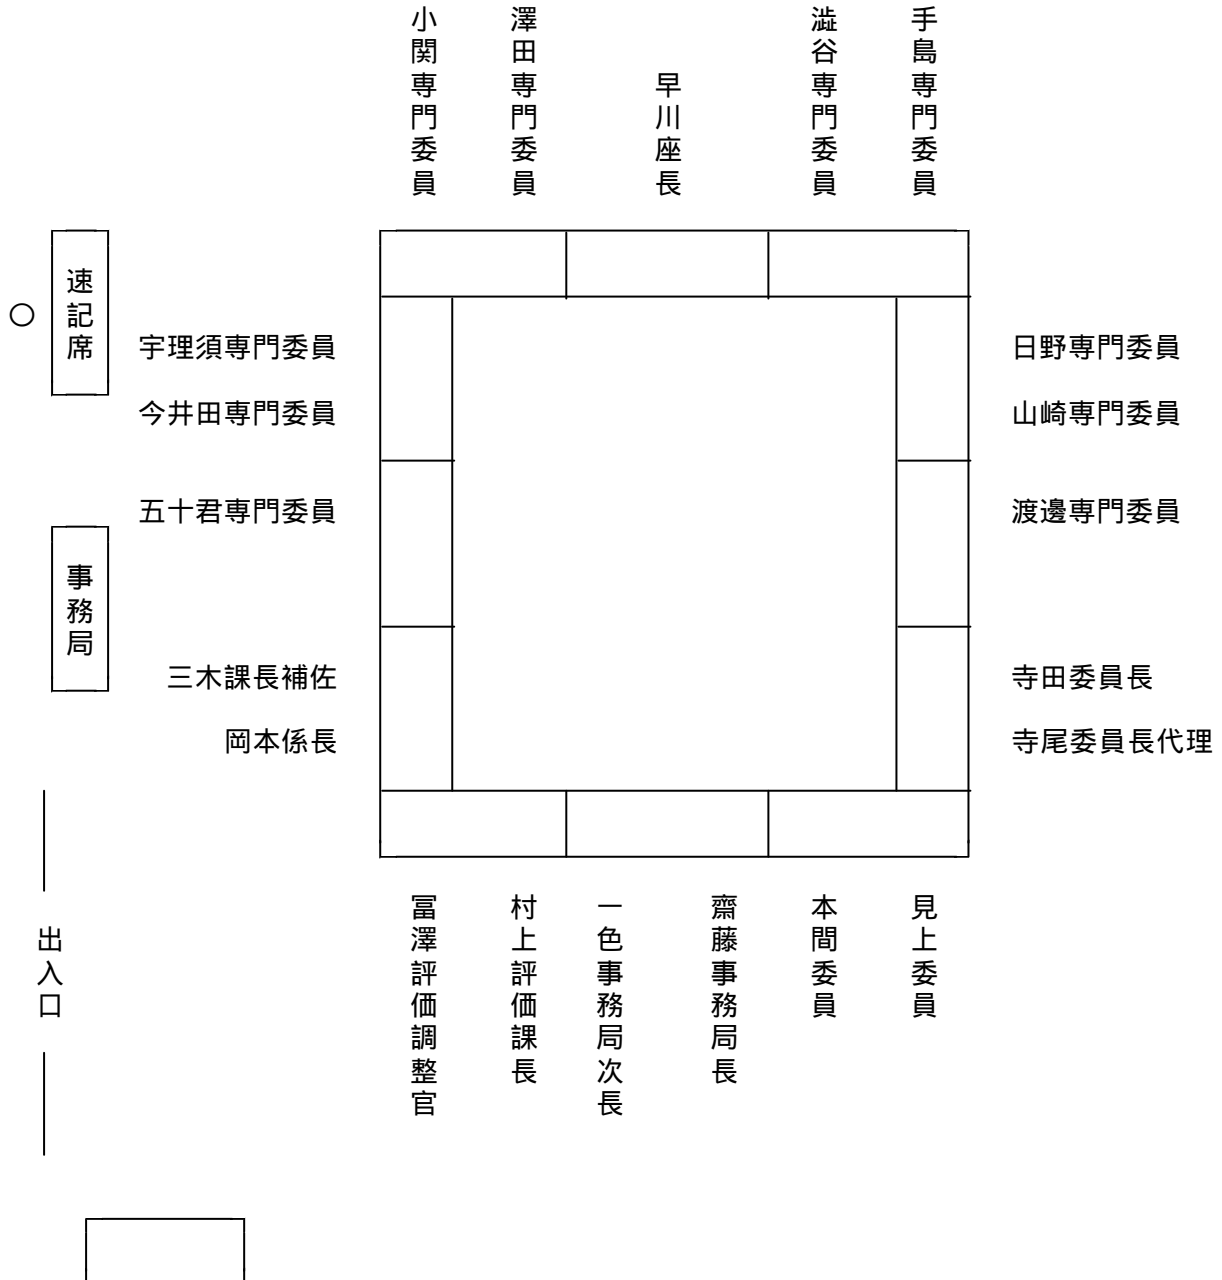 小関専門委員
澤田専門委員
早川座長
澁谷専門委員
手島専門委員
速記席
○
宇理須専門委員
今井田専門委員
五十君専門委員
事務局
三木課長補佐
岡本係長
日野専門委員
山崎専門委員
渡邊専門委員
寺田委員長
寺尾委員長代理
出入口
冨澤評価調整官
村上評価課長
一色事務局次長
齋藤事務局長
本間委員
見上委員